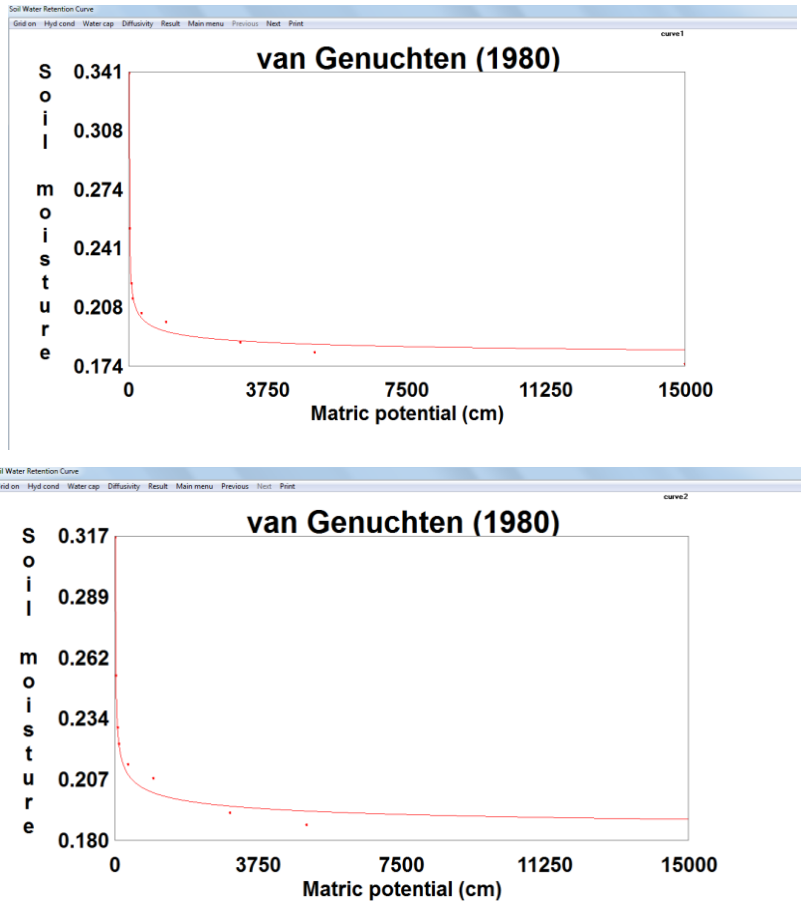 Soil Water Retention Curve
Grid on Hyd cond Water cap Diffusivity Result Main menu Previous Next Print
curve1
van Genuchten (1980)
Soil moisture
0.341
0.308
0.274
0.241
0.208
0.174
0 3750 7500 11250 15000
Matric potential (cm)
il Water Retention Curve
rid on Hyd cond Water cap Diffusivity Result Main menu Previous Next Print
curve2
van Genuchten (1980)
Soil moisture
0.317
0.289
0.262
0.234
0.207
0.180
0 3750 7500 11250 15000
Matric potential (cm)